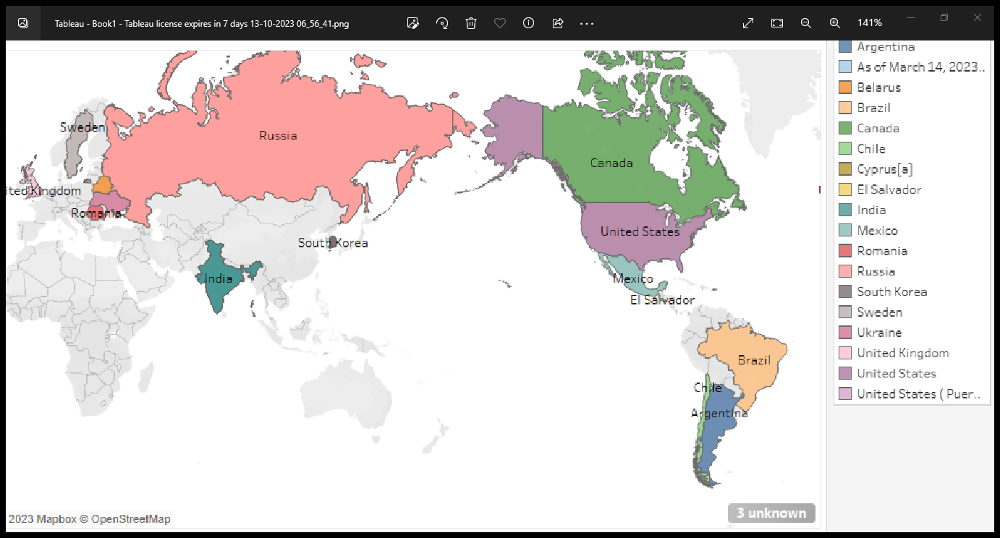 Tableau - Book1 - Tableau license expires in 7 days 13-10-2023 06_56_41.png
141%
Argentina
As of March 14, 2023..
Belarus
Brazil
Canada
Chile
Cyprus[a]
El Salvador
India
Mexico
Romania
Russia
South Korea
Sweden
Ukraine
United Kingdom
United States
United States ( Puer..
Sweden
Russia
Canada
ited Kingdom
Romania
United States
South Korea
India
Mexico
El Salvador
Brazil
Chile
Argentina
3 unknown
2023 Mapbox © OpenStreetMap